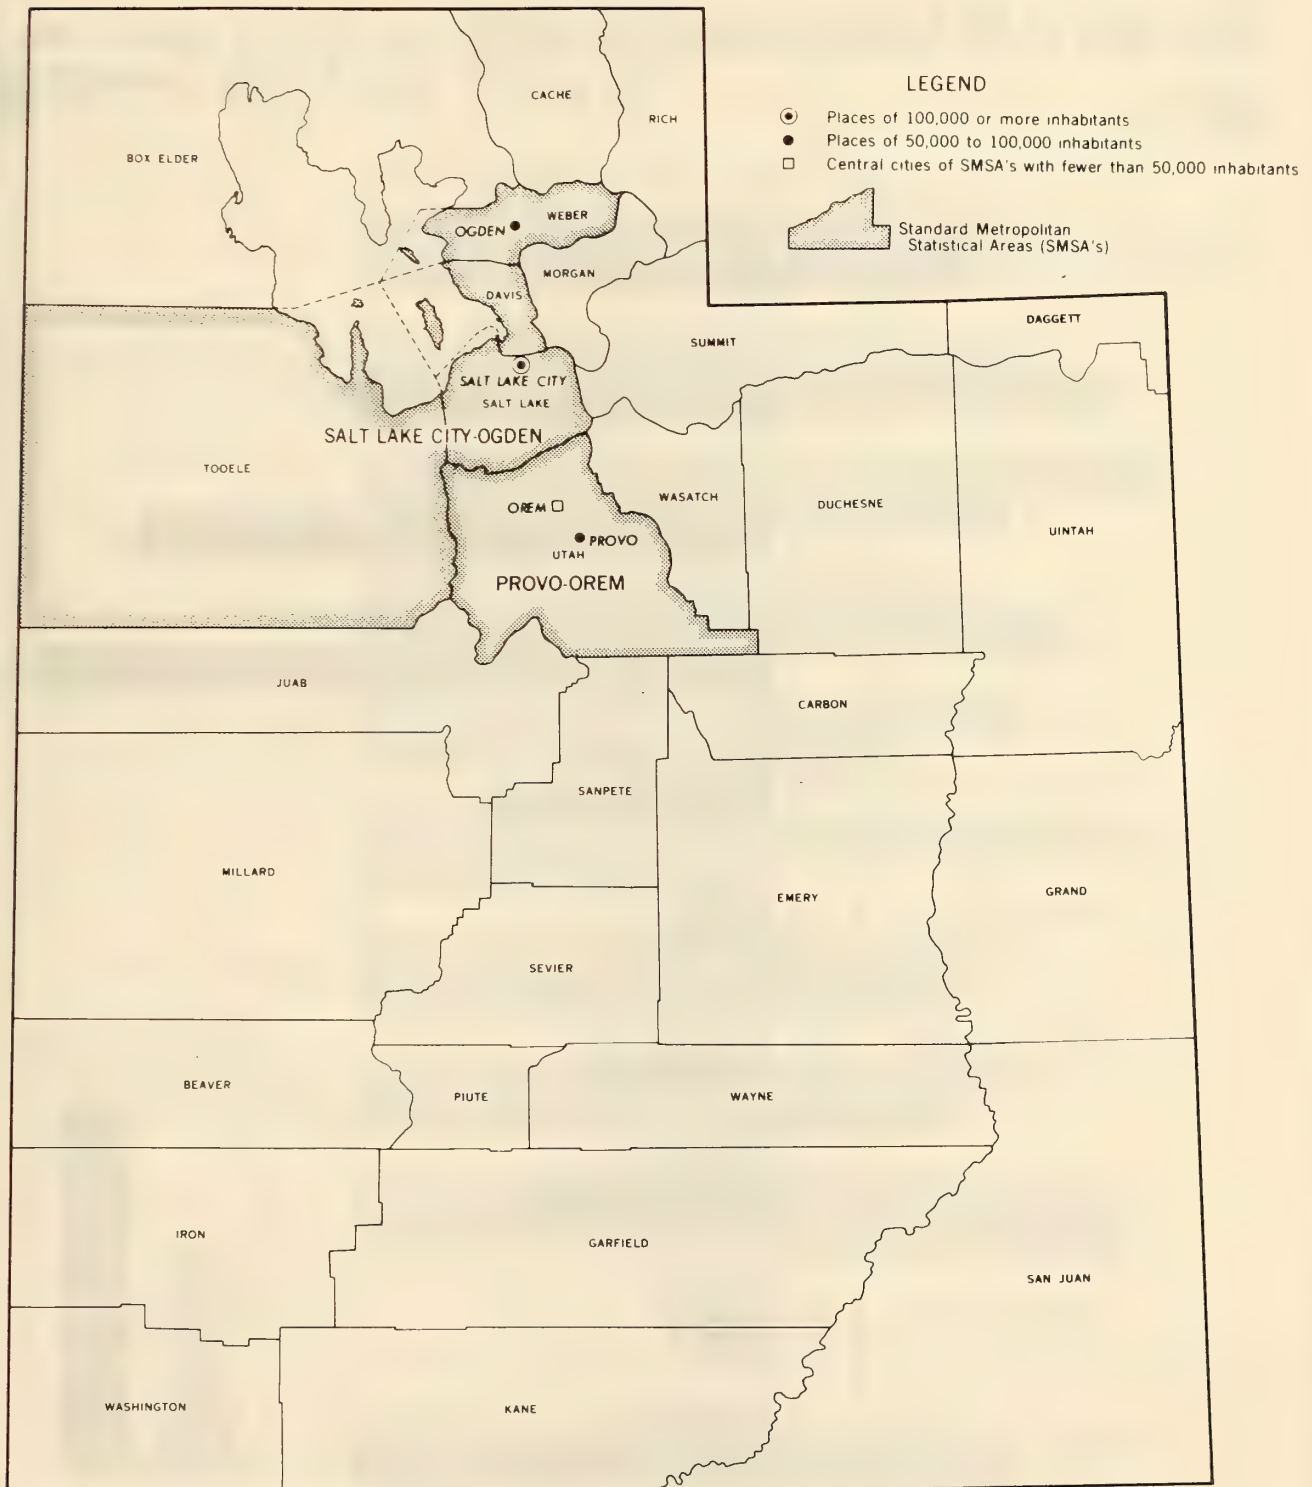 LEGEND
Places of 100,000 or more inhabitants
Places of 50,000 to 100,000 inhabitants
Central cities of SMSA's with fewer than 50,000 inhabitants
Standard Metropolitan
Statistical Areas (SMSA's)
CACHE
RICH
BOX ELDER
WEBER
OGDEN
MORGAN
DAVIS
DAGGETT
SUMMIT
SALT LAKE CITY
SALT LAKE
SALT LAKE CITY-OGDEN
TOOELE
WASATCH
DUCHESNE
UINTAH
OREM
PROVO
UTAH
PROVO-OREM
JUAB
CARBON
SANPETE
MILLARD
EMERY
GRAND
SEVIER
BEAVER
PIUTE
WAYNE
IRON
GARFIELD
SAN JUAN
WASHINGTON
KANE